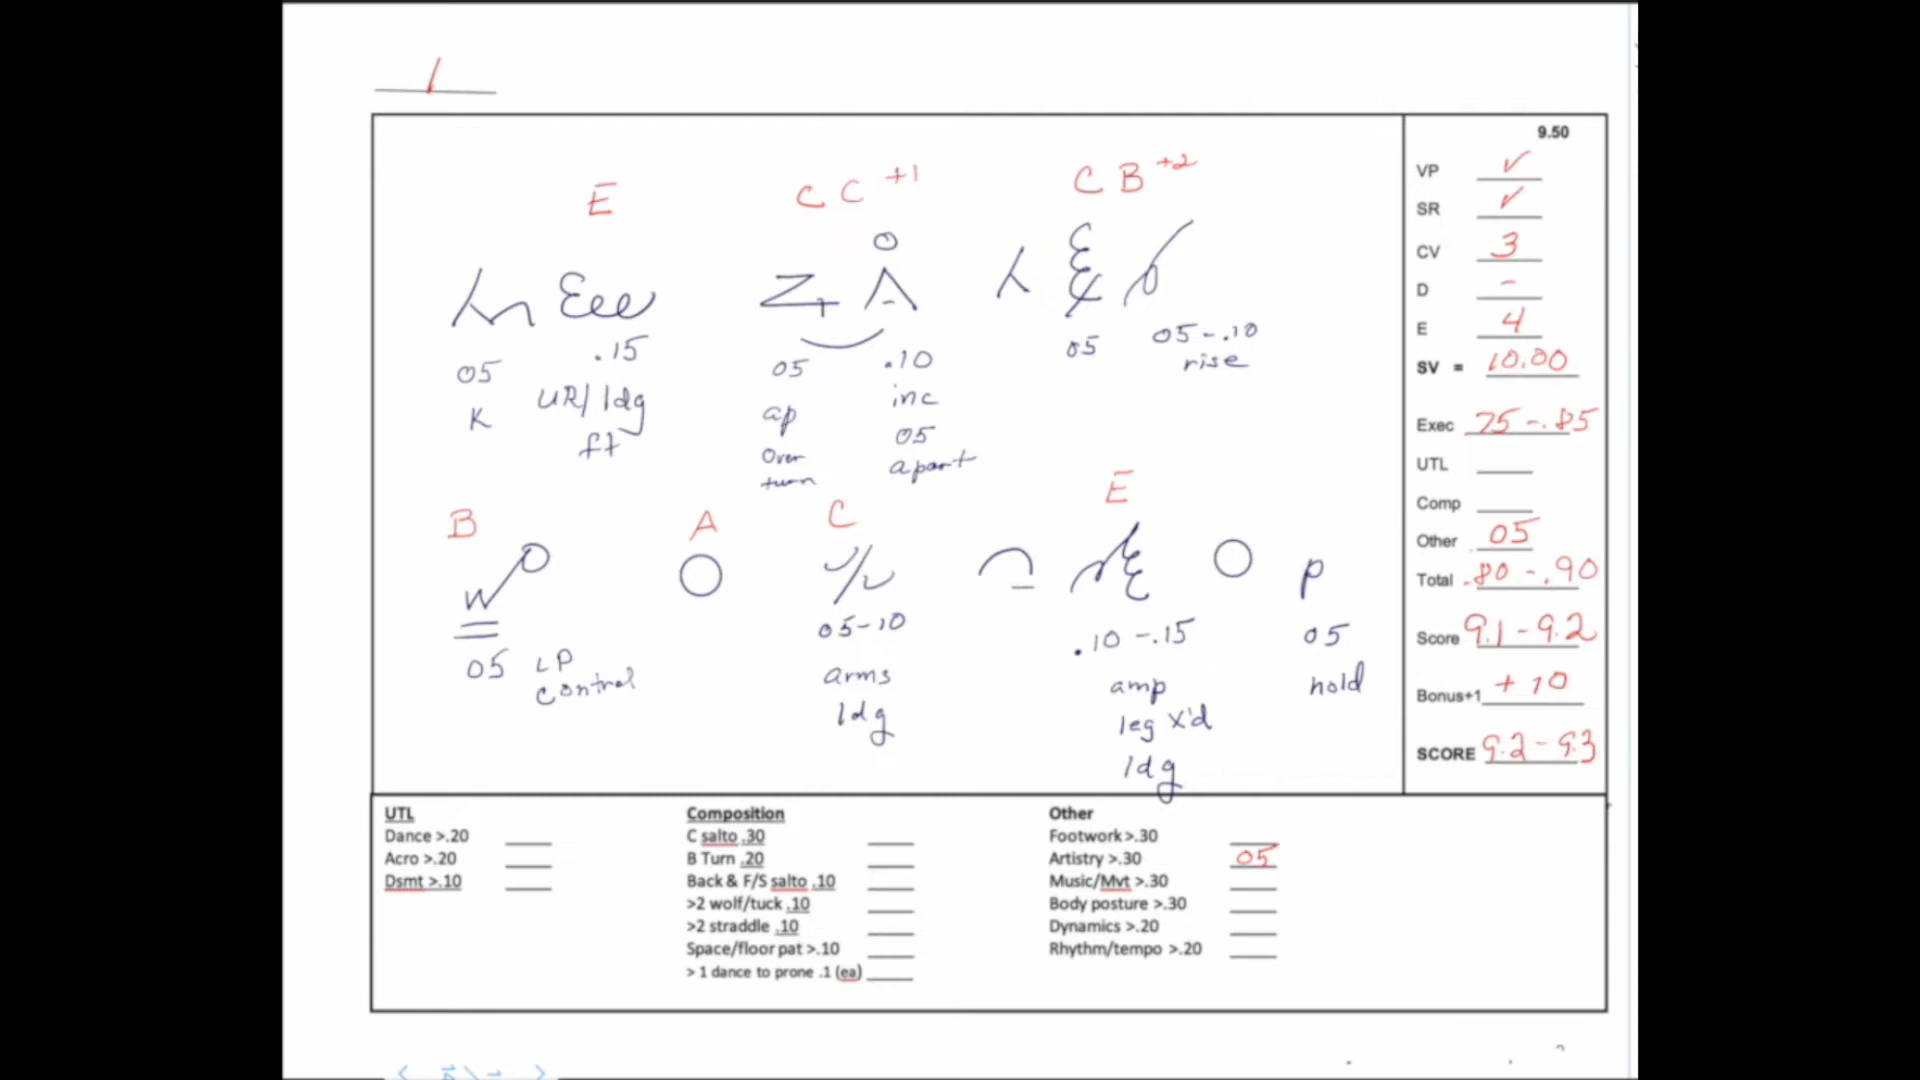 1
9.50
E
C C +1
C B +2
05
.15
05
.10
05
05-.10
K
UR/ldg
ft
ap
over
turn
inc
05
apart
rise
B
A
C
E
05 LP
control
05-10
arms
ldg
.10-.15
amp
leg x'd
ldg
05
hold
VP ✓
SR ✓
CV 3
D -
E 4
SV = 10.00
Exec .75-.85
UTL
Comp
Other 05
Total .80-.90
Score 9.1-9.2
Bonus+1 +10
SCORE 9.2-9.3
UTL
Dance >.20
Acro >.20
Dsmt >.10
Composition
C salto .30
B Turn .20
Back & F/S salto .10
>2 wolf/tuck .10
>2 straddle .10
Space/floor pat >.10
> 1 dance to prone .1 (ea)
Other
Footwork >.30
Artistry >.30 05
Music/Mvt >.30
Body posture >.30
Dynamics >.20
Rhythm/tempo >.20